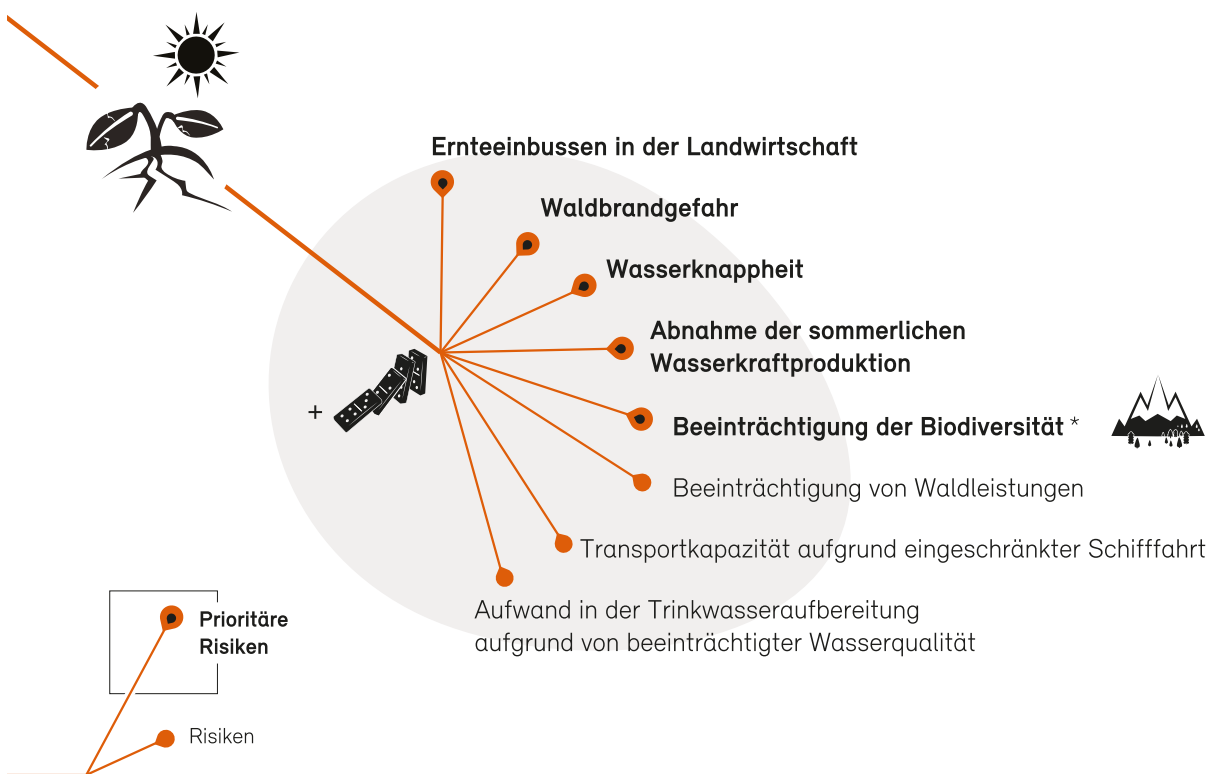 Ernteeinbussen in der Landwirtschaft
Waldbrandgefahr
Wasserknappheit
Abnahme der sommerlichen
Wasserkraftproduktion
+
Beeinträchtigung der Biodiversität *
Beeinträchtigung von Waldleistungen
Transportkapazität aufgrund eingeschränkter Schifffahrt
Aufwand in der Trinkwasseraufbereitung
aufgrund von beeinträchtigter Wasserqualität
Prioritäre
Risiken
Risiken